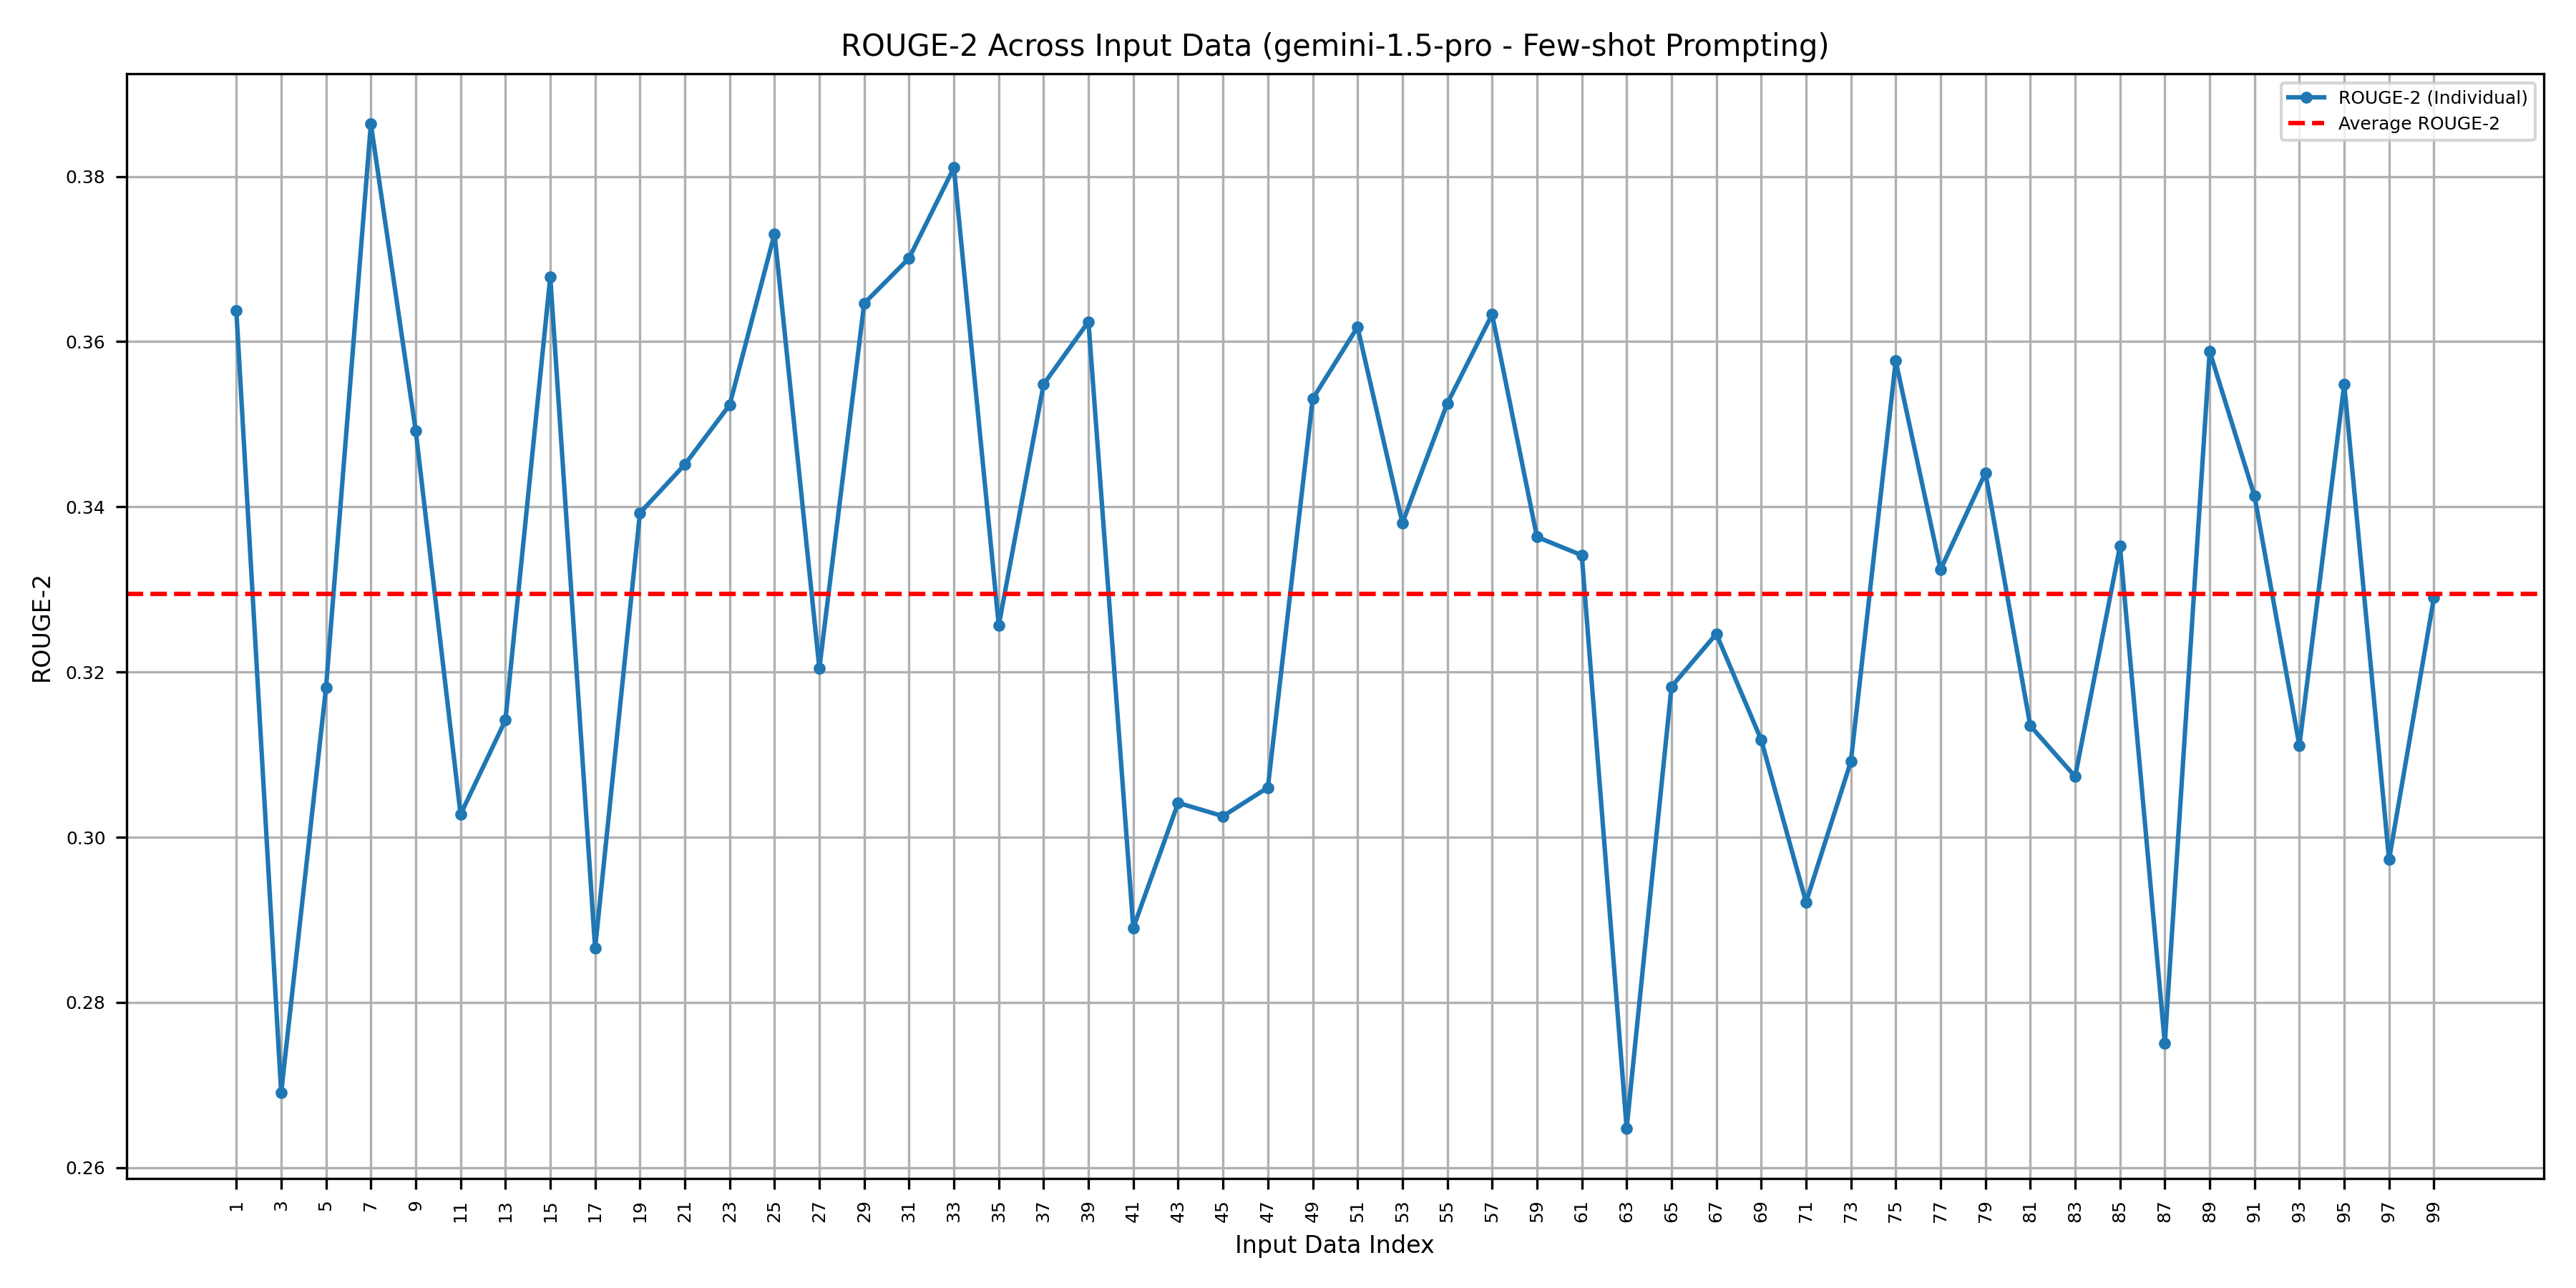 ROUGE-2 Across Input Data (gemini-1.5-pro - Few-shot Prompting)
ROUGE-2 (Individual)
Average ROUGE-2
ROUGE-2
0.38
0.36
0.34
0.32
0.30
0.28
0.26
1 3 5 7 9 11 13 15 17 19 21 23 25 27 29 31 33 35 37 39 41 43 45 47 49 51 53 55 57 59 61 63 65 67 69 71 73 75 77 79 81 83 85 87 89 91 93 95 97 99
Input Data Index